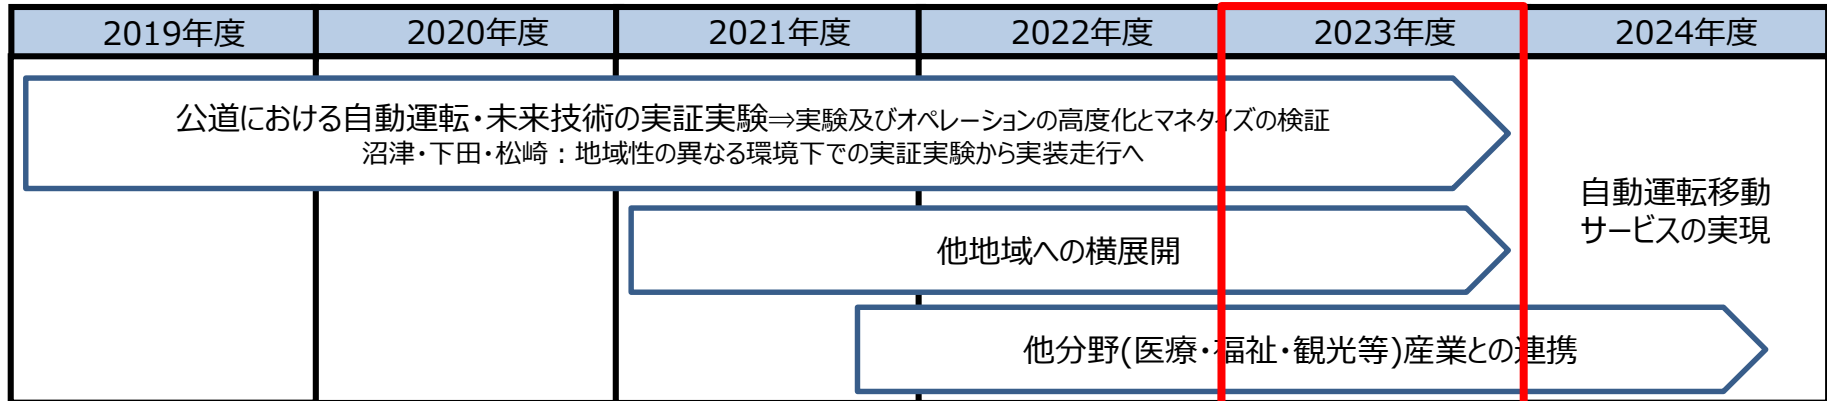 2019年度 2020年度 2021年度 2022年度 2023年度 2024年度
公道における自動運転・未来技術の実証実験⇒実験及びオペレーションの高度化とマネタイズの検証
沼津・下田・松崎：地域性の異なる環境下での実証実験から実装走行へ
他地域への横展開
他分野(医療・福祉・観光等)産業との連携
自動運転移動
サービスの実現